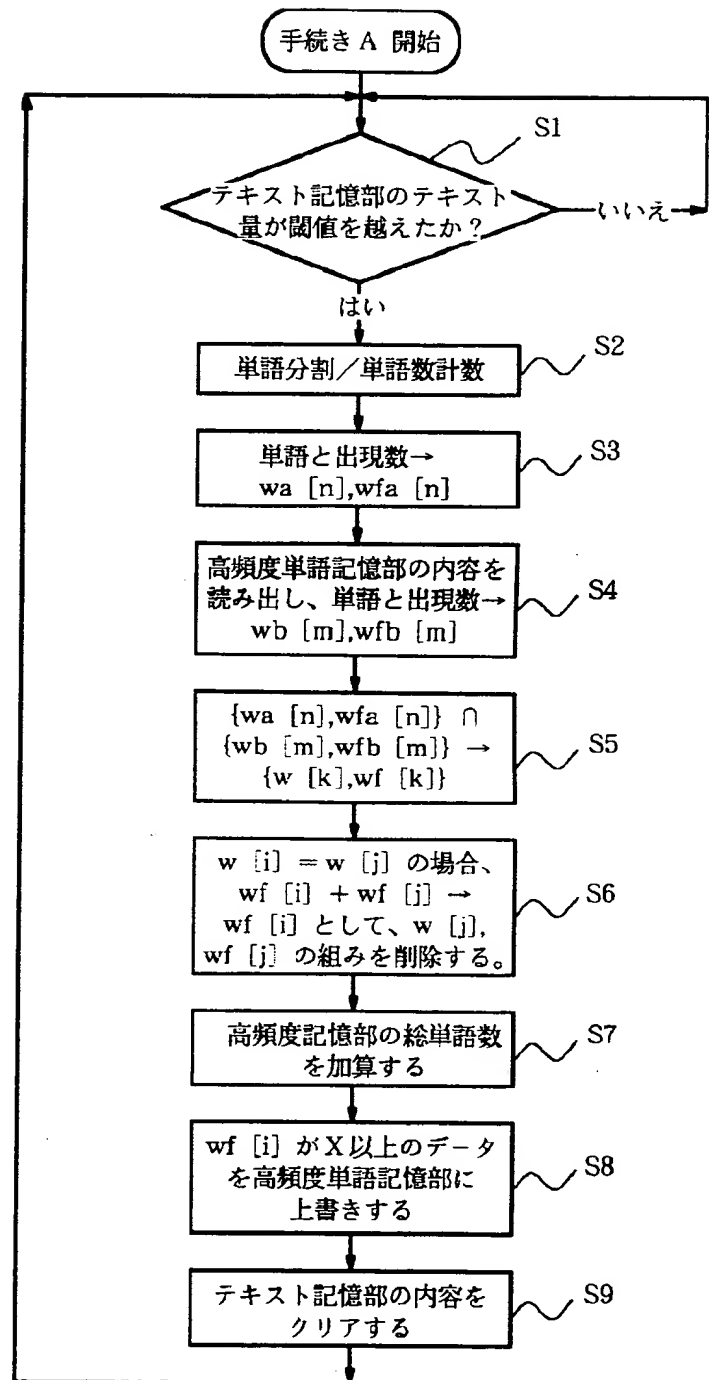 手続き A 開始
S1
テキスト記憶部のテキスト
量が閾値を越えたか？
いいえ
はい
S2
単語分割／単語数計数
S3
単語と出現数→
wa [n],wfa [n]
S4
高頻度単語記憶部の内容を
読み出し、単語と出現数→
wb [m],wfb [m]
S5
{wa [n],wfa [n]} ∩
{wb [m],wfb [m]} →
{w [k],wf [k]}
S6
w [i] = w [j] の場合、
wf [i] + wf [j] →
wf [i] として、w [j],
wf [j] の組みを削除する。
S7
高頻度記憶部の総単語数
を加算する
S8
wf [i] が X 以上のデータ
を高頻度単語記憶部に
上書きする
S9
テキスト記憶部の内容を
クリアする